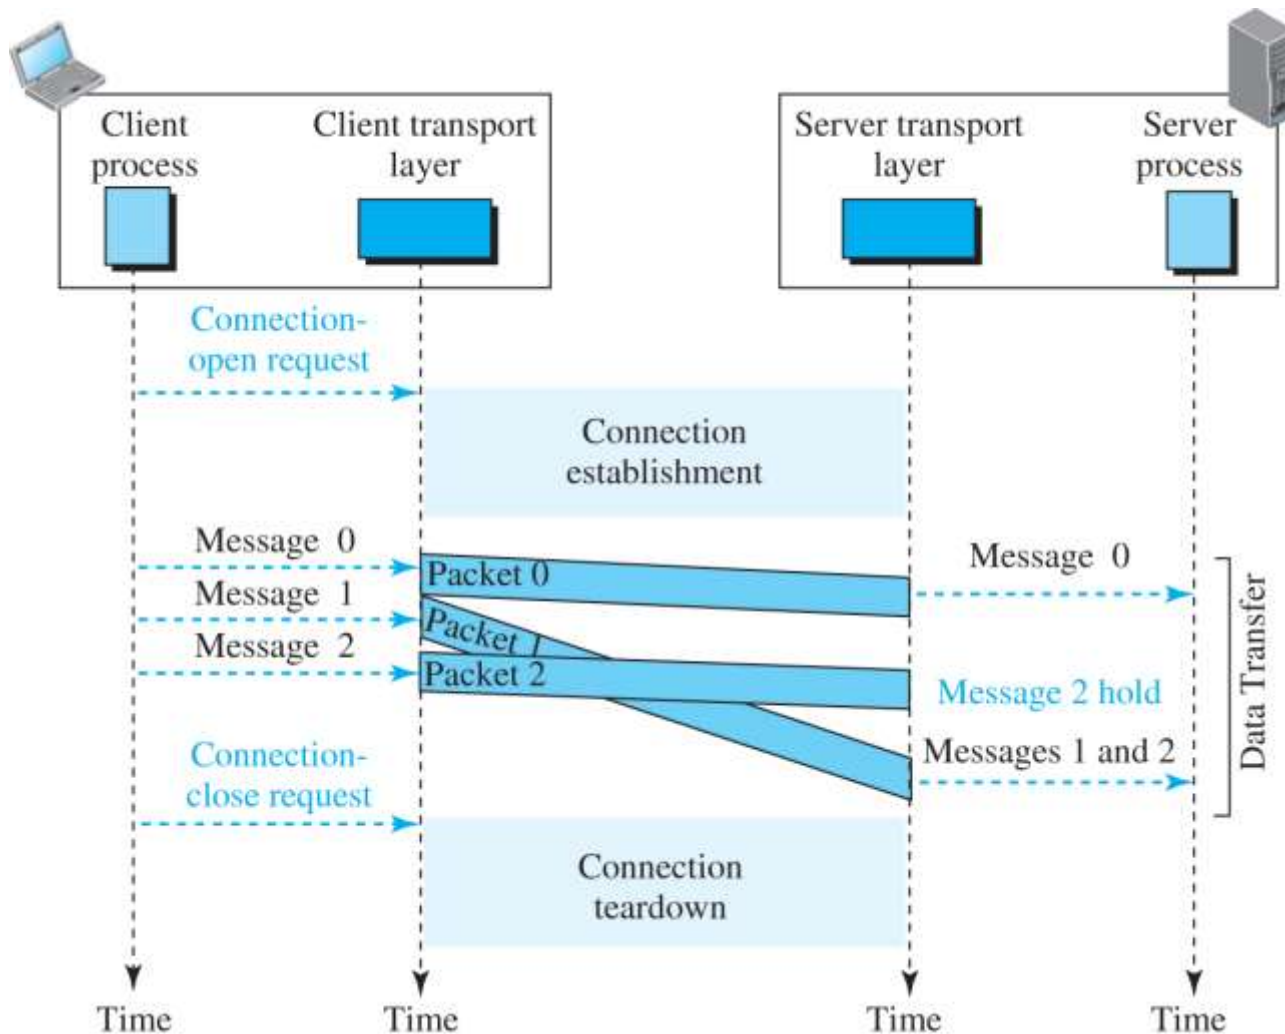 Client process
Client transport layer
Server transport layer
Server process
Connection-
open request
Connection
establishment
Message 0
Message 1
Message 2
Packet 0
Packet 1
Packet 2
Message 0
Message 2 hold
Messages 1 and 2
Data Transfer
Connection-
close request
Connection
teardown
Time
Time
Time
Time